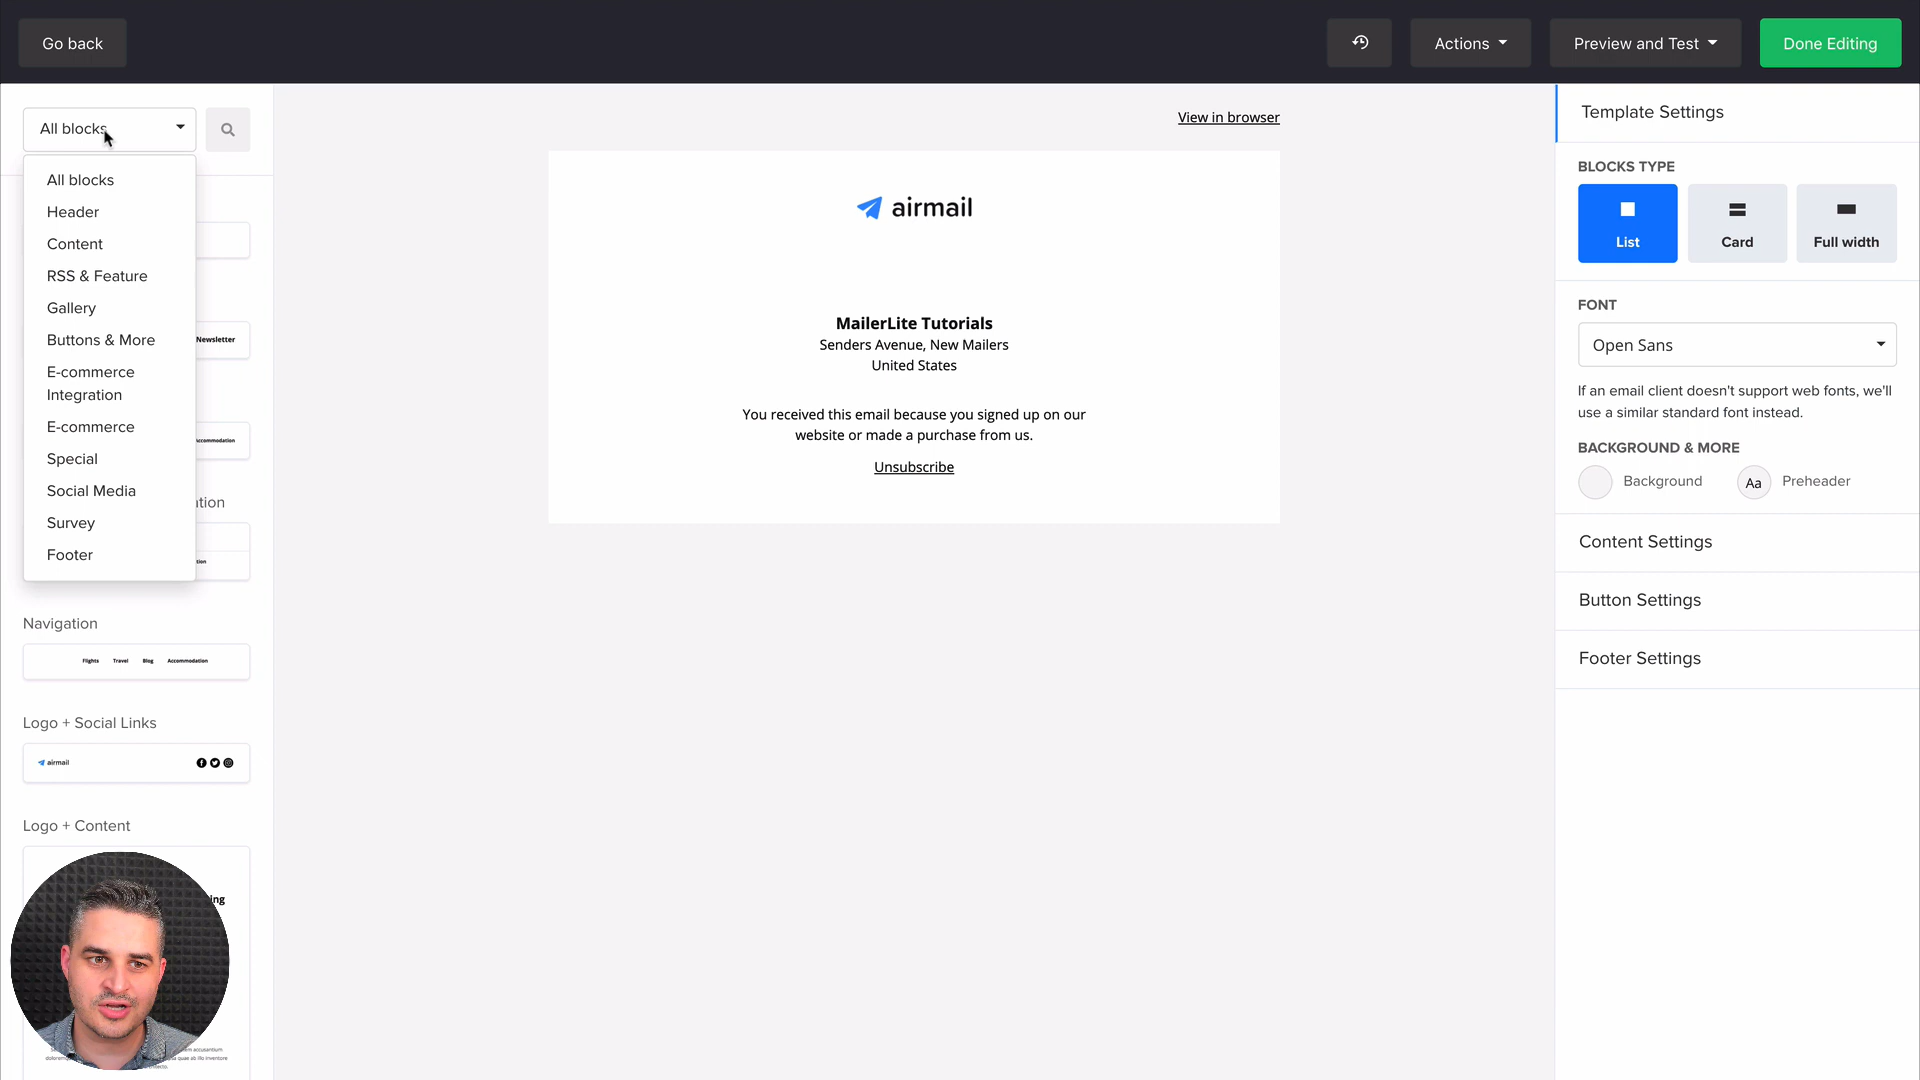 Go back
Actions
Preview and Test
Done Editing
All blocks
All blocks
Header
Content
RSS & Feature
Gallery
Buttons & More
E-commerce
Integration
E-commerce
Special
Social Media
Survey
Footer
Newsletter
Navigation
Flights Travel Blog Accommodation
Logo + Social Links
airmail
Logo + Content
View in browser
airmail
MailerLite Tutorials
Senders Avenue, New Mailers
United States
You received this email because you signed up on our
website or made a purchase from us.
Unsubscribe
Template Settings
BLOCKS TYPE
List
Card
Full width
FONT
Open Sans
If an email client doesn't support web fonts, we'll
use a similar standard font instead.
BACKGROUND & MORE
Background
Aa
Preheader
Content Settings
Button Settings
Footer Settings